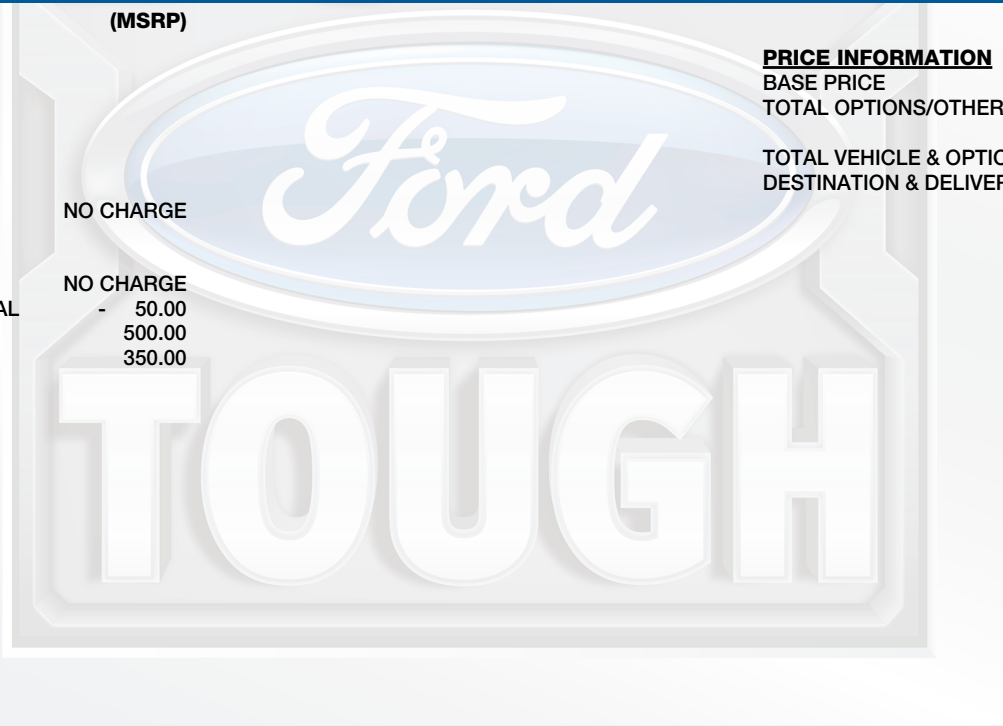 (MSRP)
NO CHARGE
NO CHARGE
AL - 50.00
500.00
350.00
PRICE INFORMATION
BASE PRICE
TOTAL OPTIONS/OTHER
TOTAL VEHICLE & OPTIO
DESTINATION & DELIVER
Ford
TOUGH